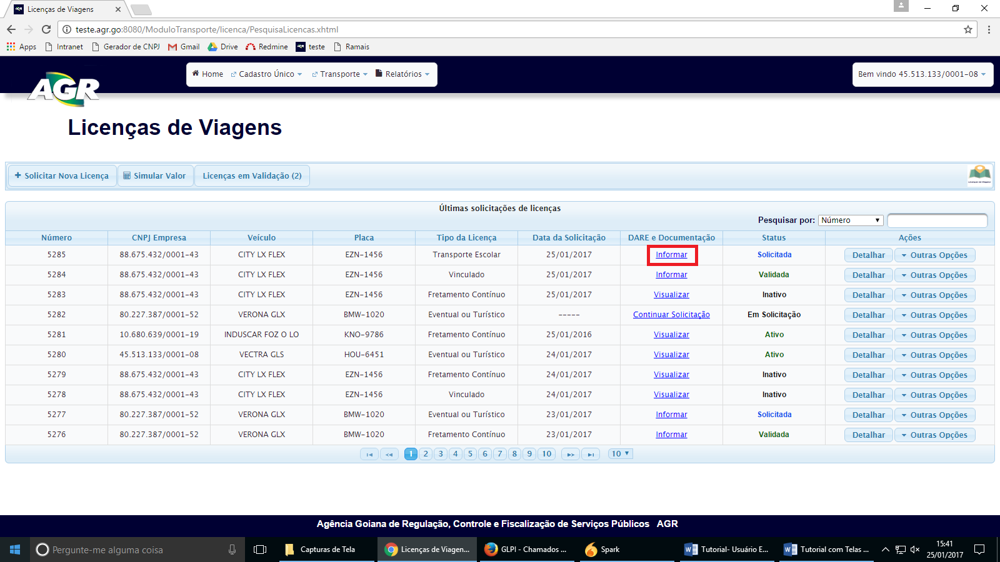 Licenças de Viagens
teste.agr.go:8080/ModuloTransporte/licenca/PesquisaLicencas.xhtml
Apps Intranet Gerador de CNPJ Gmail Drive Redmine teste Ramais
AGR
Home Cadastro Único Transporte Relatórios
Bem vindo 45.513.133/0001-08
Licenças de Viagens
Solicitar Nova Licença Simular Valor Licenças em Validação (2)
Últimas solicitações de licenças
Pesquisar por: Número
Número CNPJ Empresa Veículo Placa Tipo da Licença Data da Solicitação DARE e Documentação Status Ações
5285 88.675.432/0001-43 CITY LX FLEX EZN-1456 Transporte Escolar 25/01/2017 Informar Solicitada Detalhar Outras Opções
5284 88.675.432/0001-43 CITY LX FLEX EZN-1456 Vinculado 25/01/2017 Informar Validada Detalhar Outras Opções
5283 88.675.432/0001-43 CITY LX FLEX EZN-1456 Fretamento Contínuo 25/01/2017 Visualizar Inativo Detalhar Outras Opções
5282 80.227.387/0001-52 VERONA GLX BMW-1020 Eventual ou Turístico ----- Continuar Solicitação Em Solicitação Detalhar Outras Opções
5281 10.680.639/0001-19 INDUSCAR FOZ O LO KNO-9786 Fretamento Contínuo 25/01/2016 Visualizar Ativo Detalhar Outras Opções
5280 45.513.133/0001-08 VECTRA GLS HOU-6451 Eventual ou Turístico 24/01/2017 Visualizar Ativo Detalhar Outras Opções
5279 88.675.432/0001-43 CITY LX FLEX EZN-1456 Fretamento Contínuo 24/01/2017 Visualizar Inativo Detalhar Outras Opções
5278 88.675.432/0001-43 CITY LX FLEX EZN-1456 Vinculado 24/01/2017 Visualizar Inativo Detalhar Outras Opções
5277 80.227.387/0001-52 VERONA GLX BMW-1020 Eventual ou Turístico 23/01/2017 Informar Solicitada Detalhar Outras Opções
5276 80.227.387/0001-52 VERONA GLX BMW-1020 Fretamento Contínuo 23/01/2017 Informar Validada Detalhar Outras Opções
1 2 3 4 5 6 7 8 9 10 10
Agência Goiana de Regulação, Controle e Fiscalização de Serviços Públicos AGR
Pergunte-me alguma coisa Capturas de Tela Licenças de Viagen... GLPI - Chamados ... Spark Tutorial- Usuário E... Tutorial com Telas ... 15:41
25/01/2017